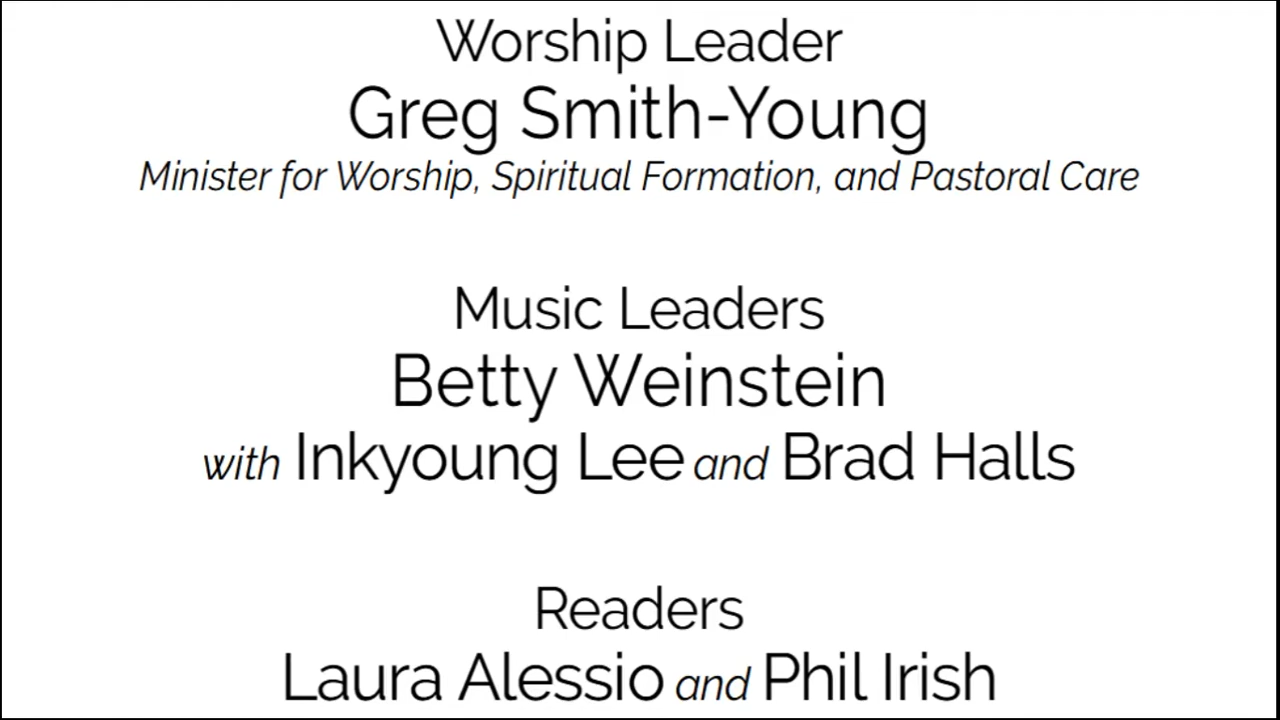 Worship Leader
Greg Smith-Young
Minister for Worship, Spiritual Formation, and Pastoral Care
Music Leaders
Betty Weinstein
with Inkyoung Lee and Brad Halls
Readers
Laura Alessio and Phil Irish